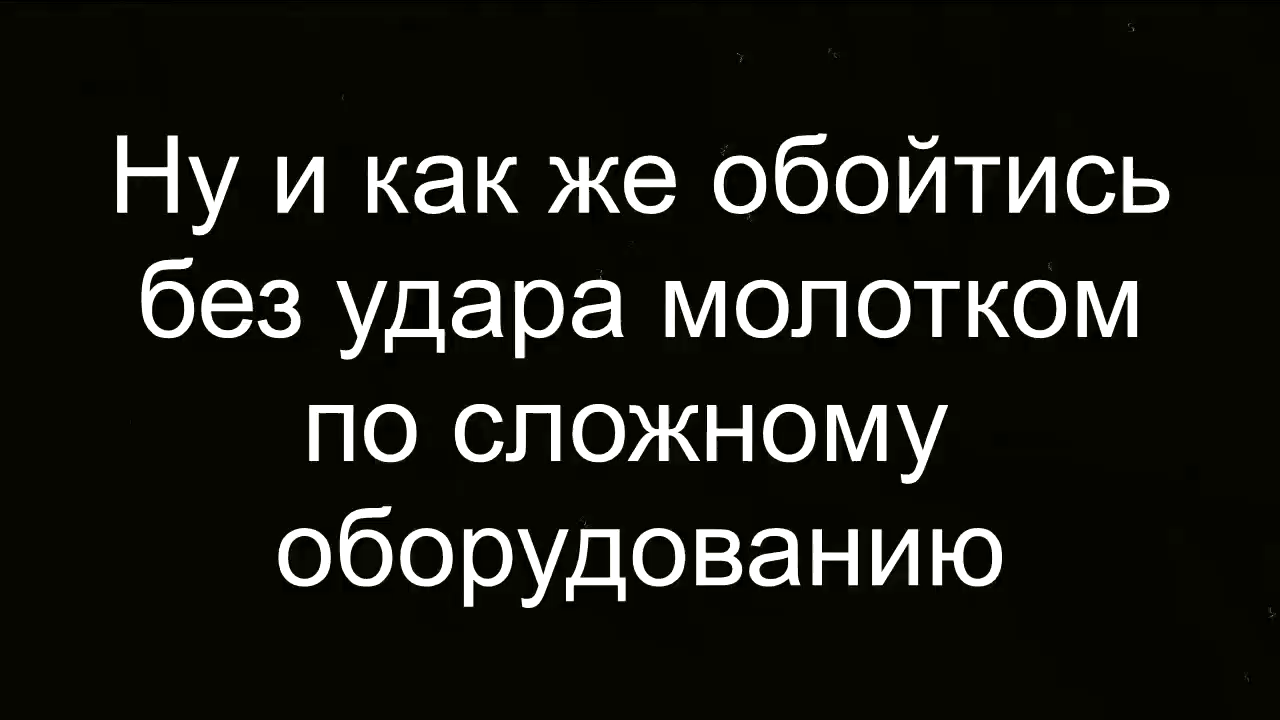 Ну и как же обойтись
без удара молотком
по сложному
оборудованию